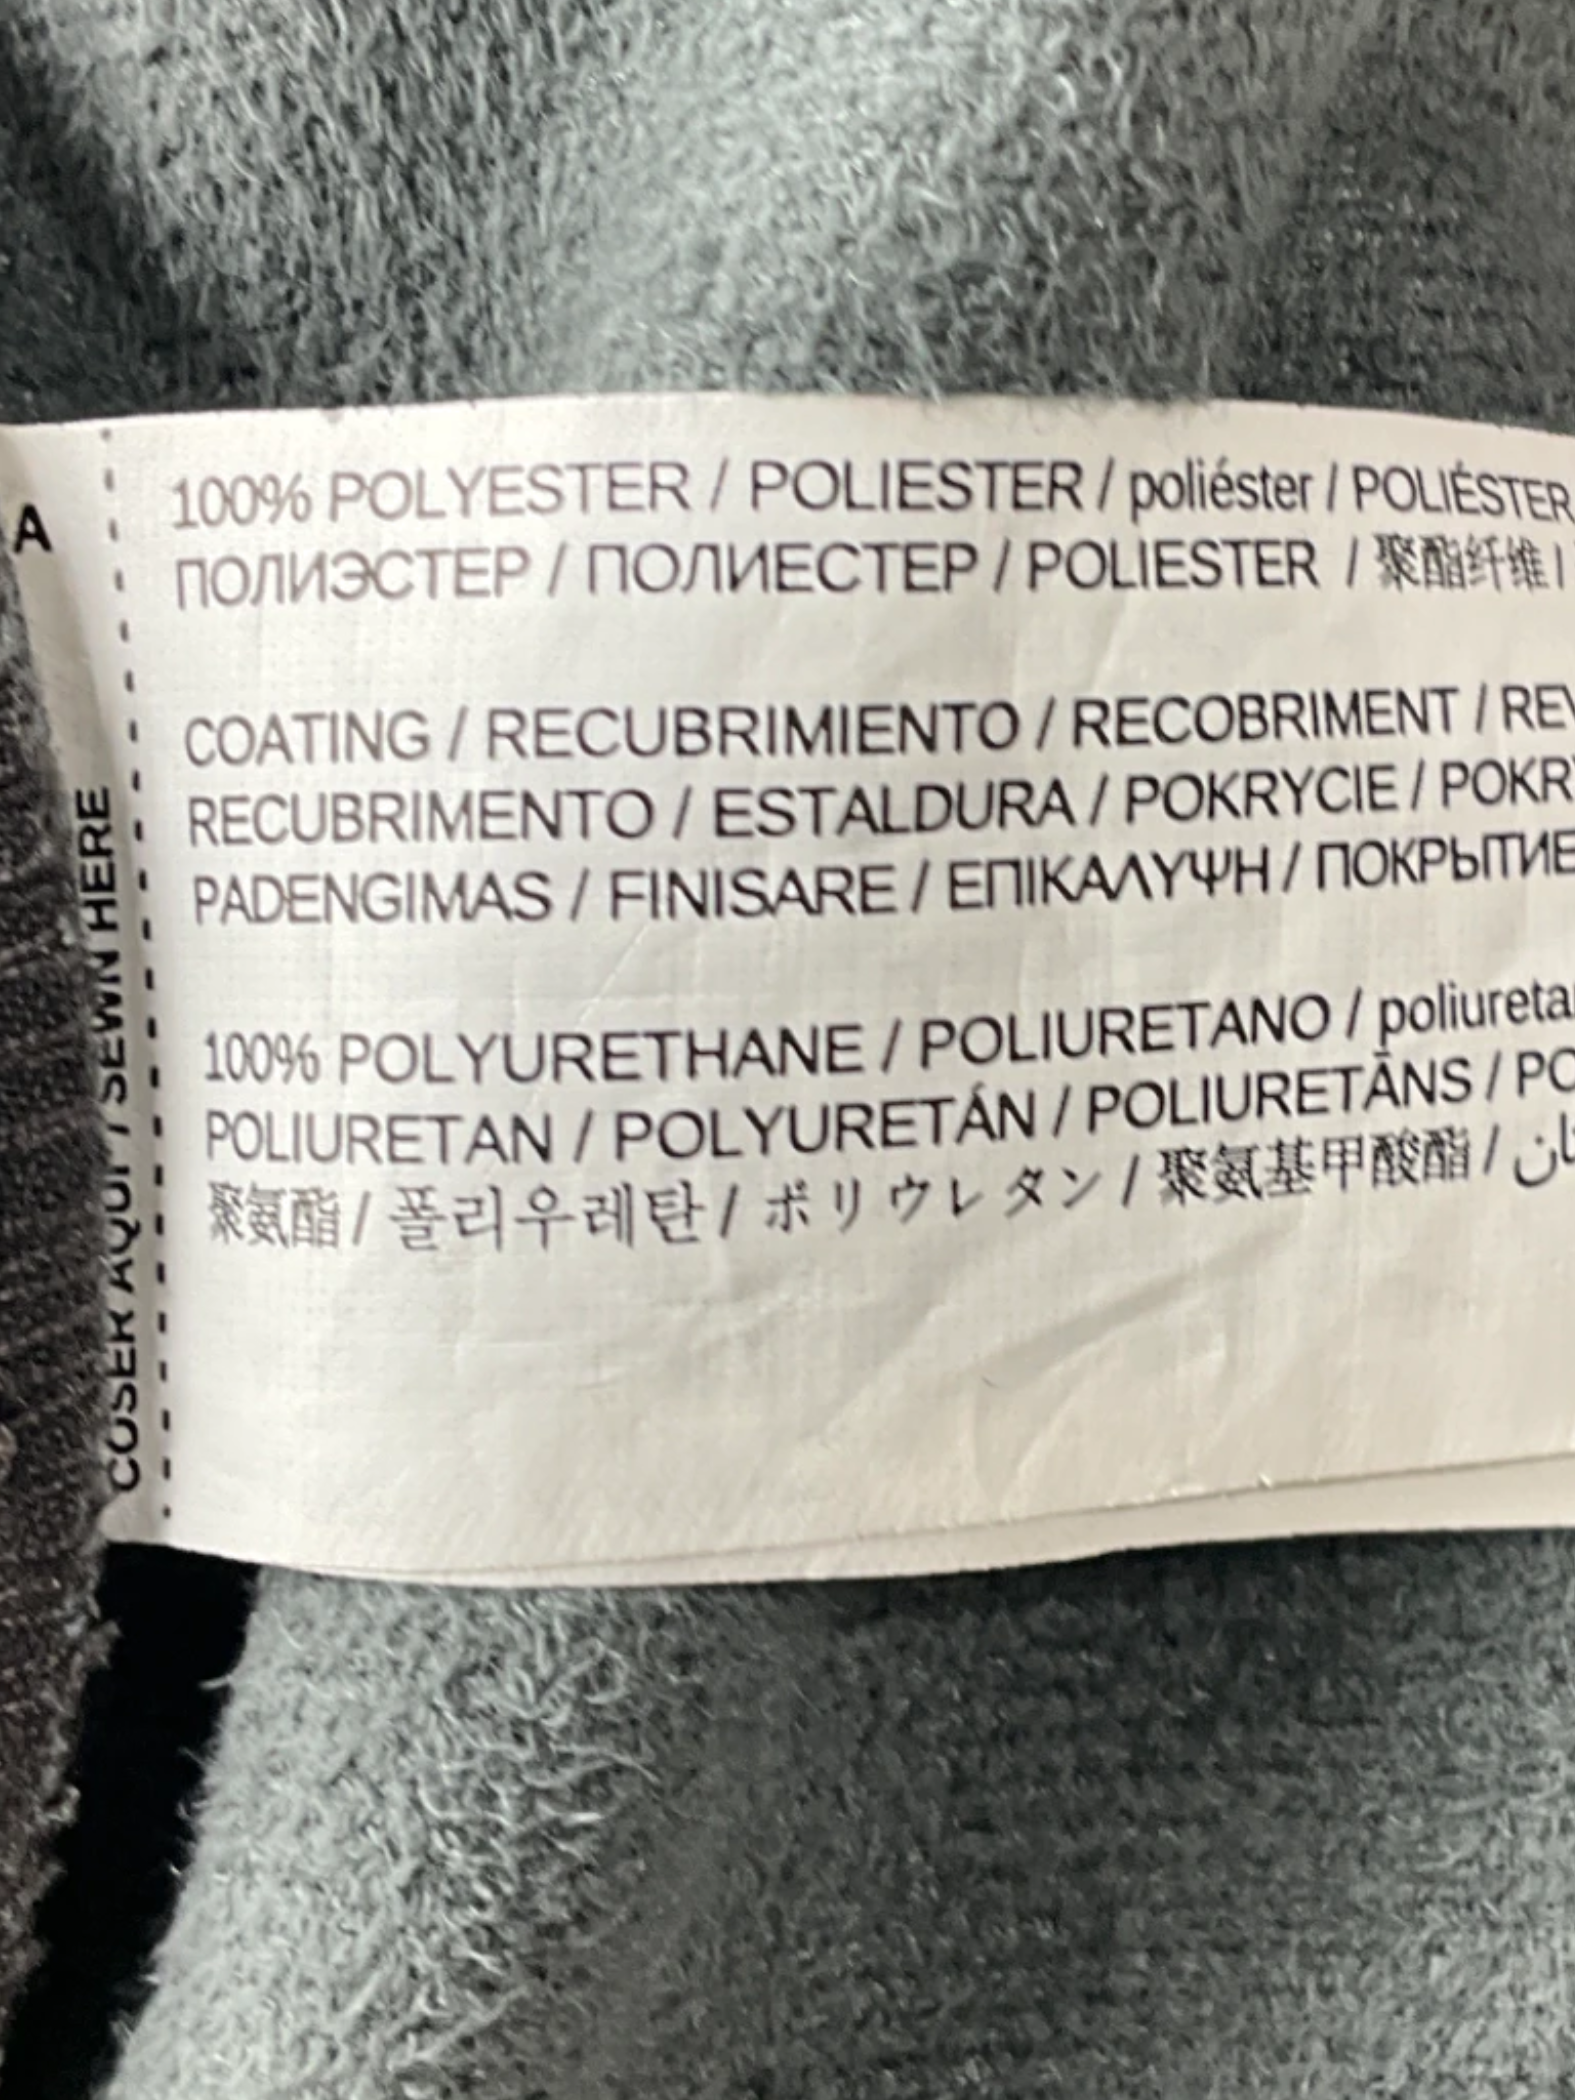 A
COSER AQUI / SEWN HERE
100% POLYESTER / POLIESTER / poliéster / POLIÉSTER
ПОЛИЭСТЕР / ПОЛИЕСТЕР / POLIESTER / 聚酯纤维 /
COATING / RECUBRIMIENTO / RECOBRIMENT /
RECUBRIMENTO / ESTALDURA / POKRYCIE /
PADENGIMAS / FINISARE / ΕΠΙΚΑΛΥΨΗ / ПОКРЫТИЕ
100% POLYURETHANE / POLIURETANO /
POLIURETAN / POLYURETÁN / POLIURETĀNS /
聚氨酯 / 폴리우레탄 / ポリウレタン / 聚氨基甲酸酯 /